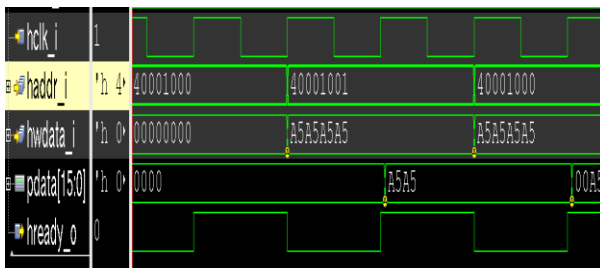 hclk_i 1
haddr_i 'h 4 40001000 40001001 40001000
hwdata_i 'h 0 00000000 A5A5A5A5 A5A5A5A5
pdata[15:0] 'h 0 0000 A5A5 00A5
hready_o 0